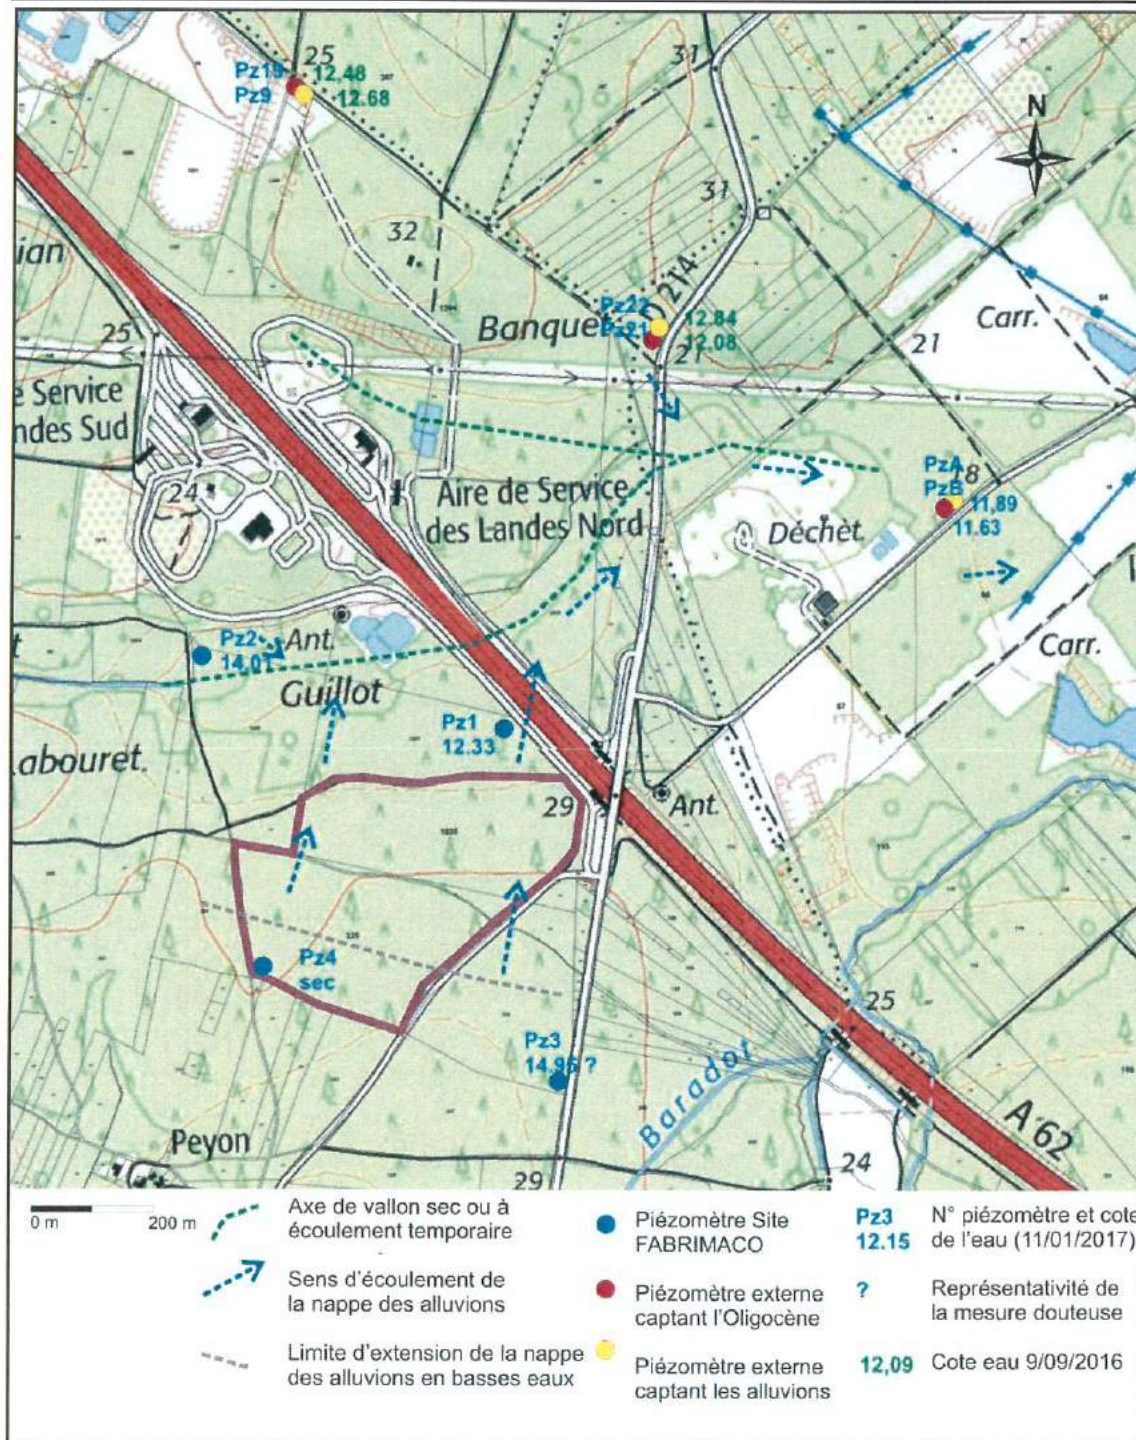 25
Pz19 12,48
Pz9 12.68
31
N
31
32
ian
25
Banque
D 214
Pz22 12.84
Pz21 12.08
21
Carr.
21
e Service
ndes Sud
24
Aire de Service
des Landes Nord
Déchèt.
18
PzA
PzB 11,89
11.63
Ant.
Pz2
14.01
Guillot
Carr.
Pz1
12.33
abouret
29
Ant.
Pz4
sec
25
Pz3
14,95 ?
Baradot
A 62
Peyon
24
29
0 m 200 m
Axe de vallon sec ou à
écoulement temporaire
Sens d'écoulement de
la nappe des alluvions
Limite d'extension de la nappe
des alluvions en basses eaux
Piézomètre Site
FABRIMACO
Piézomètre externe
captant l'Oligocène
Piézomètre externe
captant les alluvions
Pz3
12.15
N° piézomètre et cote
de l'eau (11/01/2017)
?
Représentativité de
la mesure douteuse
12,09 Cote eau 9/09/2016